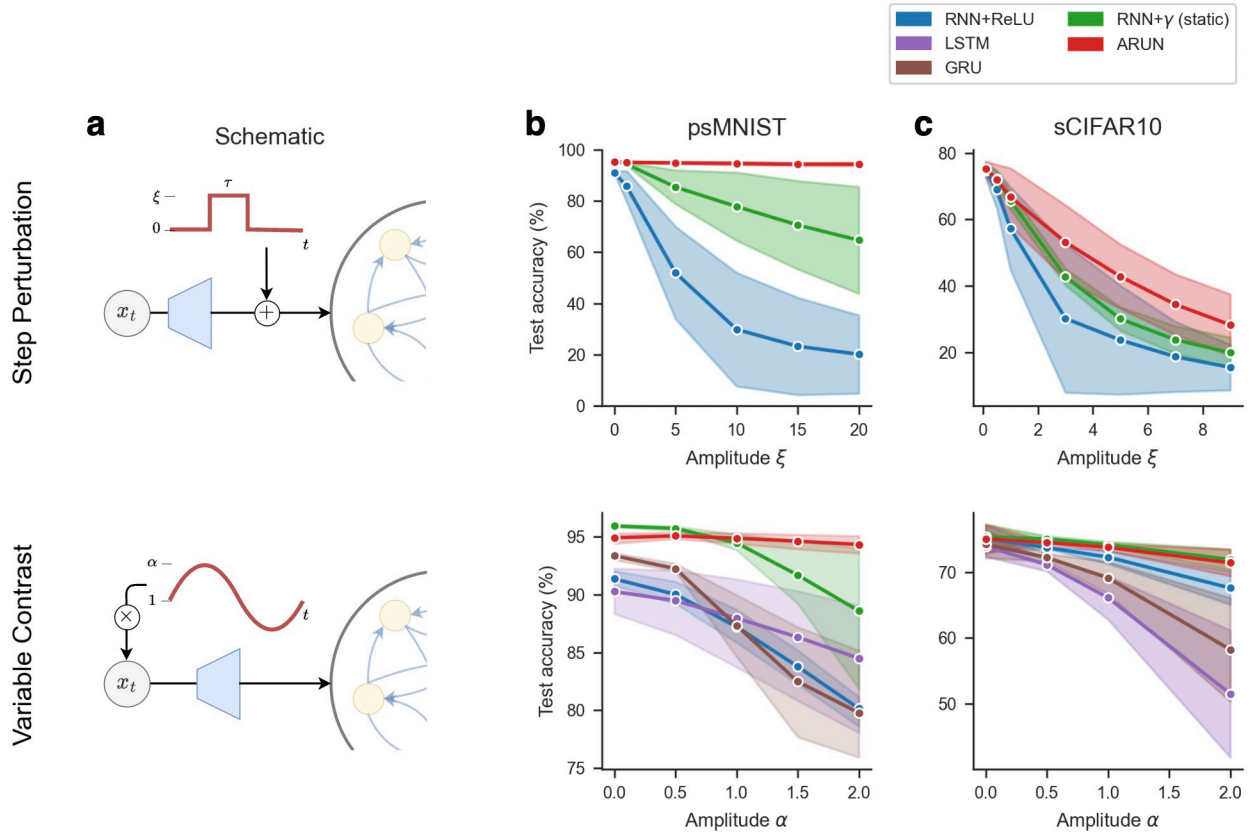 RNN+ReLU
RNN+γ (static)
LSTM
ARUN
GRU
a
Schematic
b
psMNIST
c
sCIFAR10
Step Perturbation
ξ
τ
0
t
x_t
+
Test accuracy (%)
100
80
60
40
20
0
0 5 10 15 20
Amplitude ξ
80
60
40
20
0 2 4 6 8
Amplitude ξ
Variable Contrast
α
1
t
×
x_t
Test accuracy (%)
95
90
85
80
75
0.0 0.5 1.0 1.5 2.0
Amplitude α
70
60
50
0.0 0.5 1.0 1.5 2.0
Amplitude α